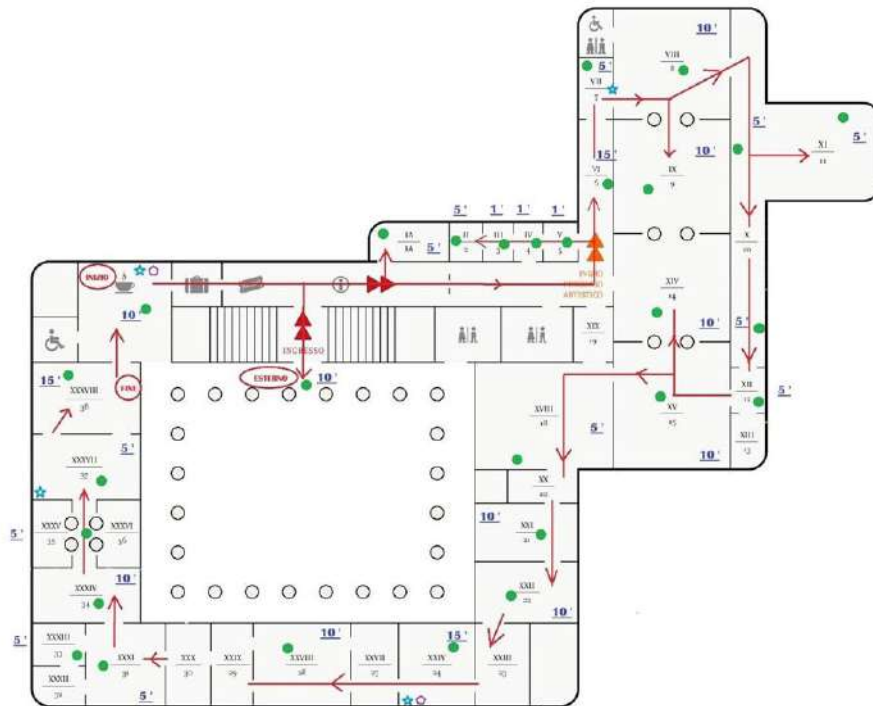 10'
VIII
8
5'
VII
7
5'
XI
11
5'
15'
VI
6
10'
IX
9
5'
1'
1'
1'
IA
1A
5'
II
2
III
3
IV
4
V
5
X
10
INIZIO
INIZIO
ARTISTICO
10'
INGRESSO
XIV
14
10'
XIX
19
5'
ESTERNO
10'
15'
XXXVIII
38
FINE
XII
12
5'
XVIII
18
5'
XV
15
XIII
13
10'
5'
XXXVII
37
XX
20
10'
XXI
21
5'
XXXV
35
XXXVI
36
XXXIV
34
10'
XXII
22
10'
5'
XXXIII
33
XXXI
31
XXX
30
XXIX
29
10'
XXVIII
28
XXVII
27
15'
XXIV
24
XXIII
23
XXXII
32
5'